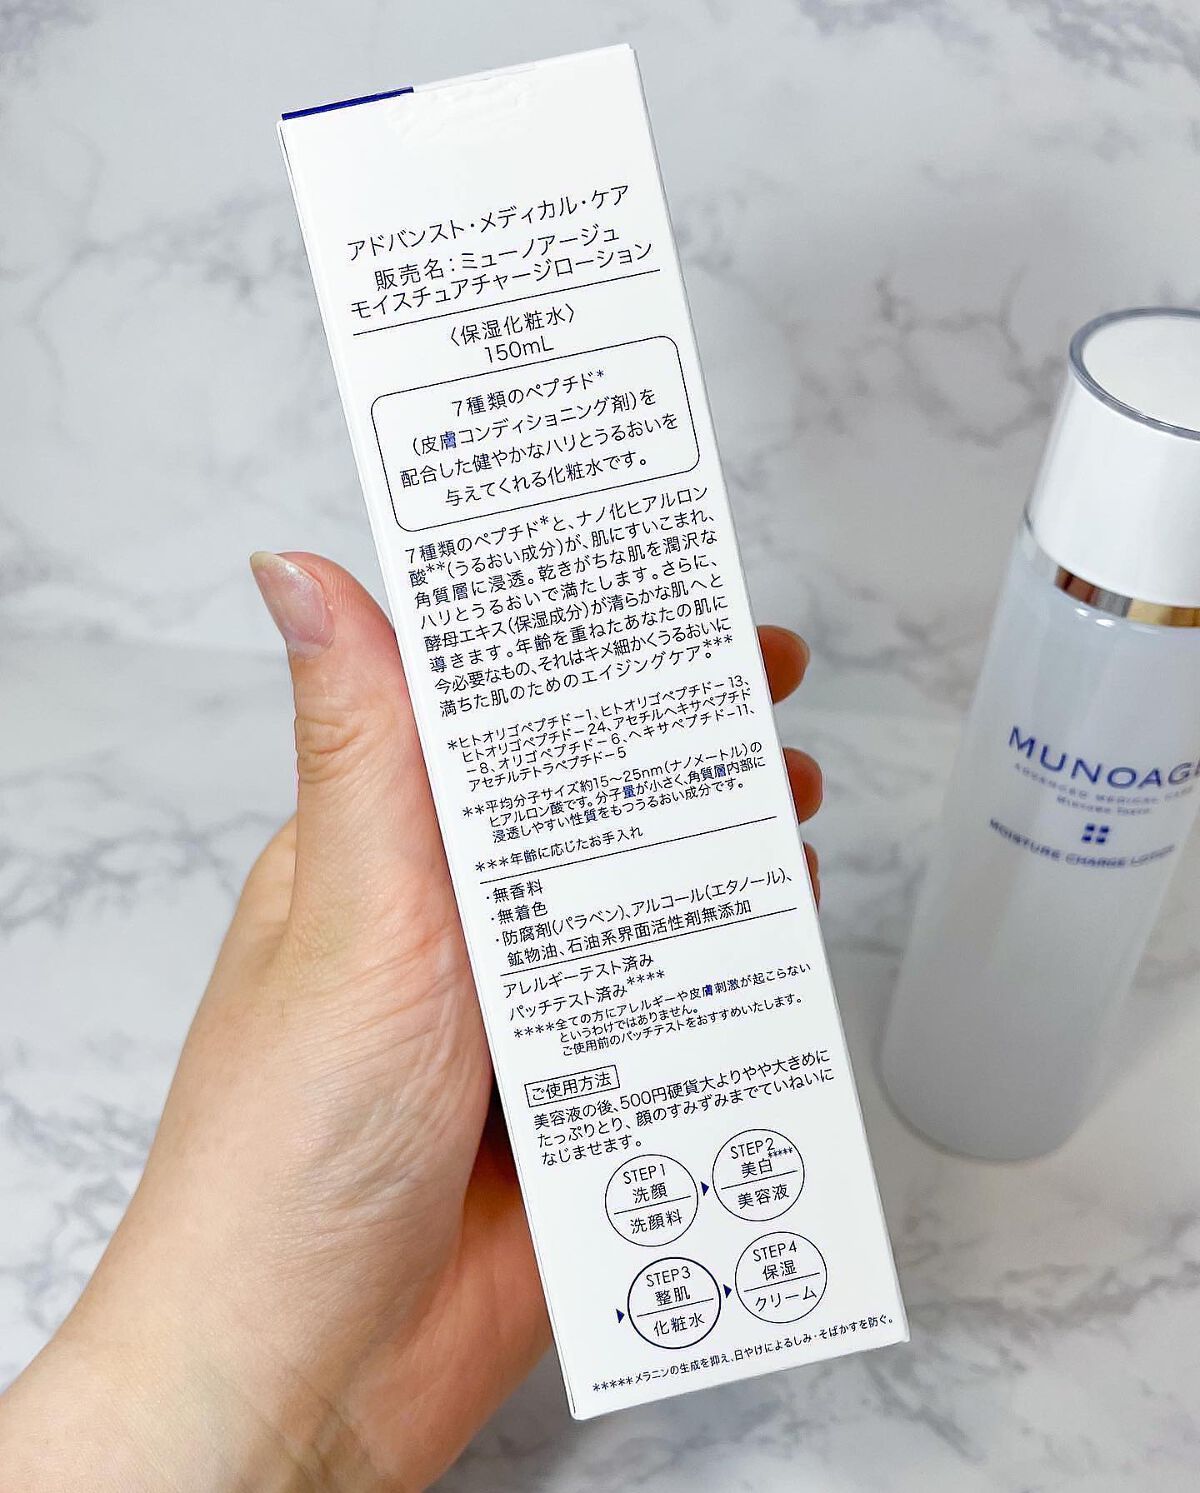 アドバンスト・メディカル・ケア
販売名：ミューノアージュ
モイスチュアチャージローション
〈保湿化粧水〉
150mL
7種類のペプチド*
(皮膚コンディショニング剤)を
配合した健やかなハリとうるおいを
与えてくれる化粧水です。
7種類のペプチド*と、ナノ化ヒアルロン
酸**(うるおい成分)が、肌にすいこまれ、
角質層に浸透。乾きがちな肌を潤沢な
ハリとうるおいで満たします。さらに、
酵母エキス(保湿成分)が清らかな肌へと
導きます。年齢を重ねたあなたの肌に
今必要なもの、それはキメ細かくうるおいに
満ちた肌のためのエイジングケア。***
*ヒトオリゴペプチド－1、ヒトオリゴペプチド－13、
ヒトオリゴペプチド－24、アセチルヘキサペプチド
－8、オリゴペプチド－6、ヘキサペプチド－11、
アセチルテトラペプチド－5
**平均分子サイズ約15～25nm(ナノメートル)の
ヒアルロン酸です。分子量が小さく、角質層内部に
浸透しやすい性質をもつうるおい成分です。
***年齢に応じたお手入れ
・無香料
・無着色
・防腐剤(パラベン)、アルコール(エタノール)、
鉱物油、石油系界面活性剤無添加
アレルギーテスト済み
パッチテスト済み****
****全ての方にアレルギーや皮膚刺激が起こらない
というわけではありません。
ご使用前のパッチテストをおすすめいたします。
ご使用方法
美容液の後、500円硬貨大よりやや大きめに
たっぷりとり、顔のすみずみまでていねいに
なじませます。
STEP1
洗顔
洗顔料
STEP2
美白*****
美容液
STEP3
整肌
化粧水
STEP4
保湿
クリーム
*****メラニンの生成を抑え、日やけによるしみ・そばかすを防ぐ。
MUNOAGE
ADVANCED MEDICAL CARE
MOISTURE CHARGE LOTION